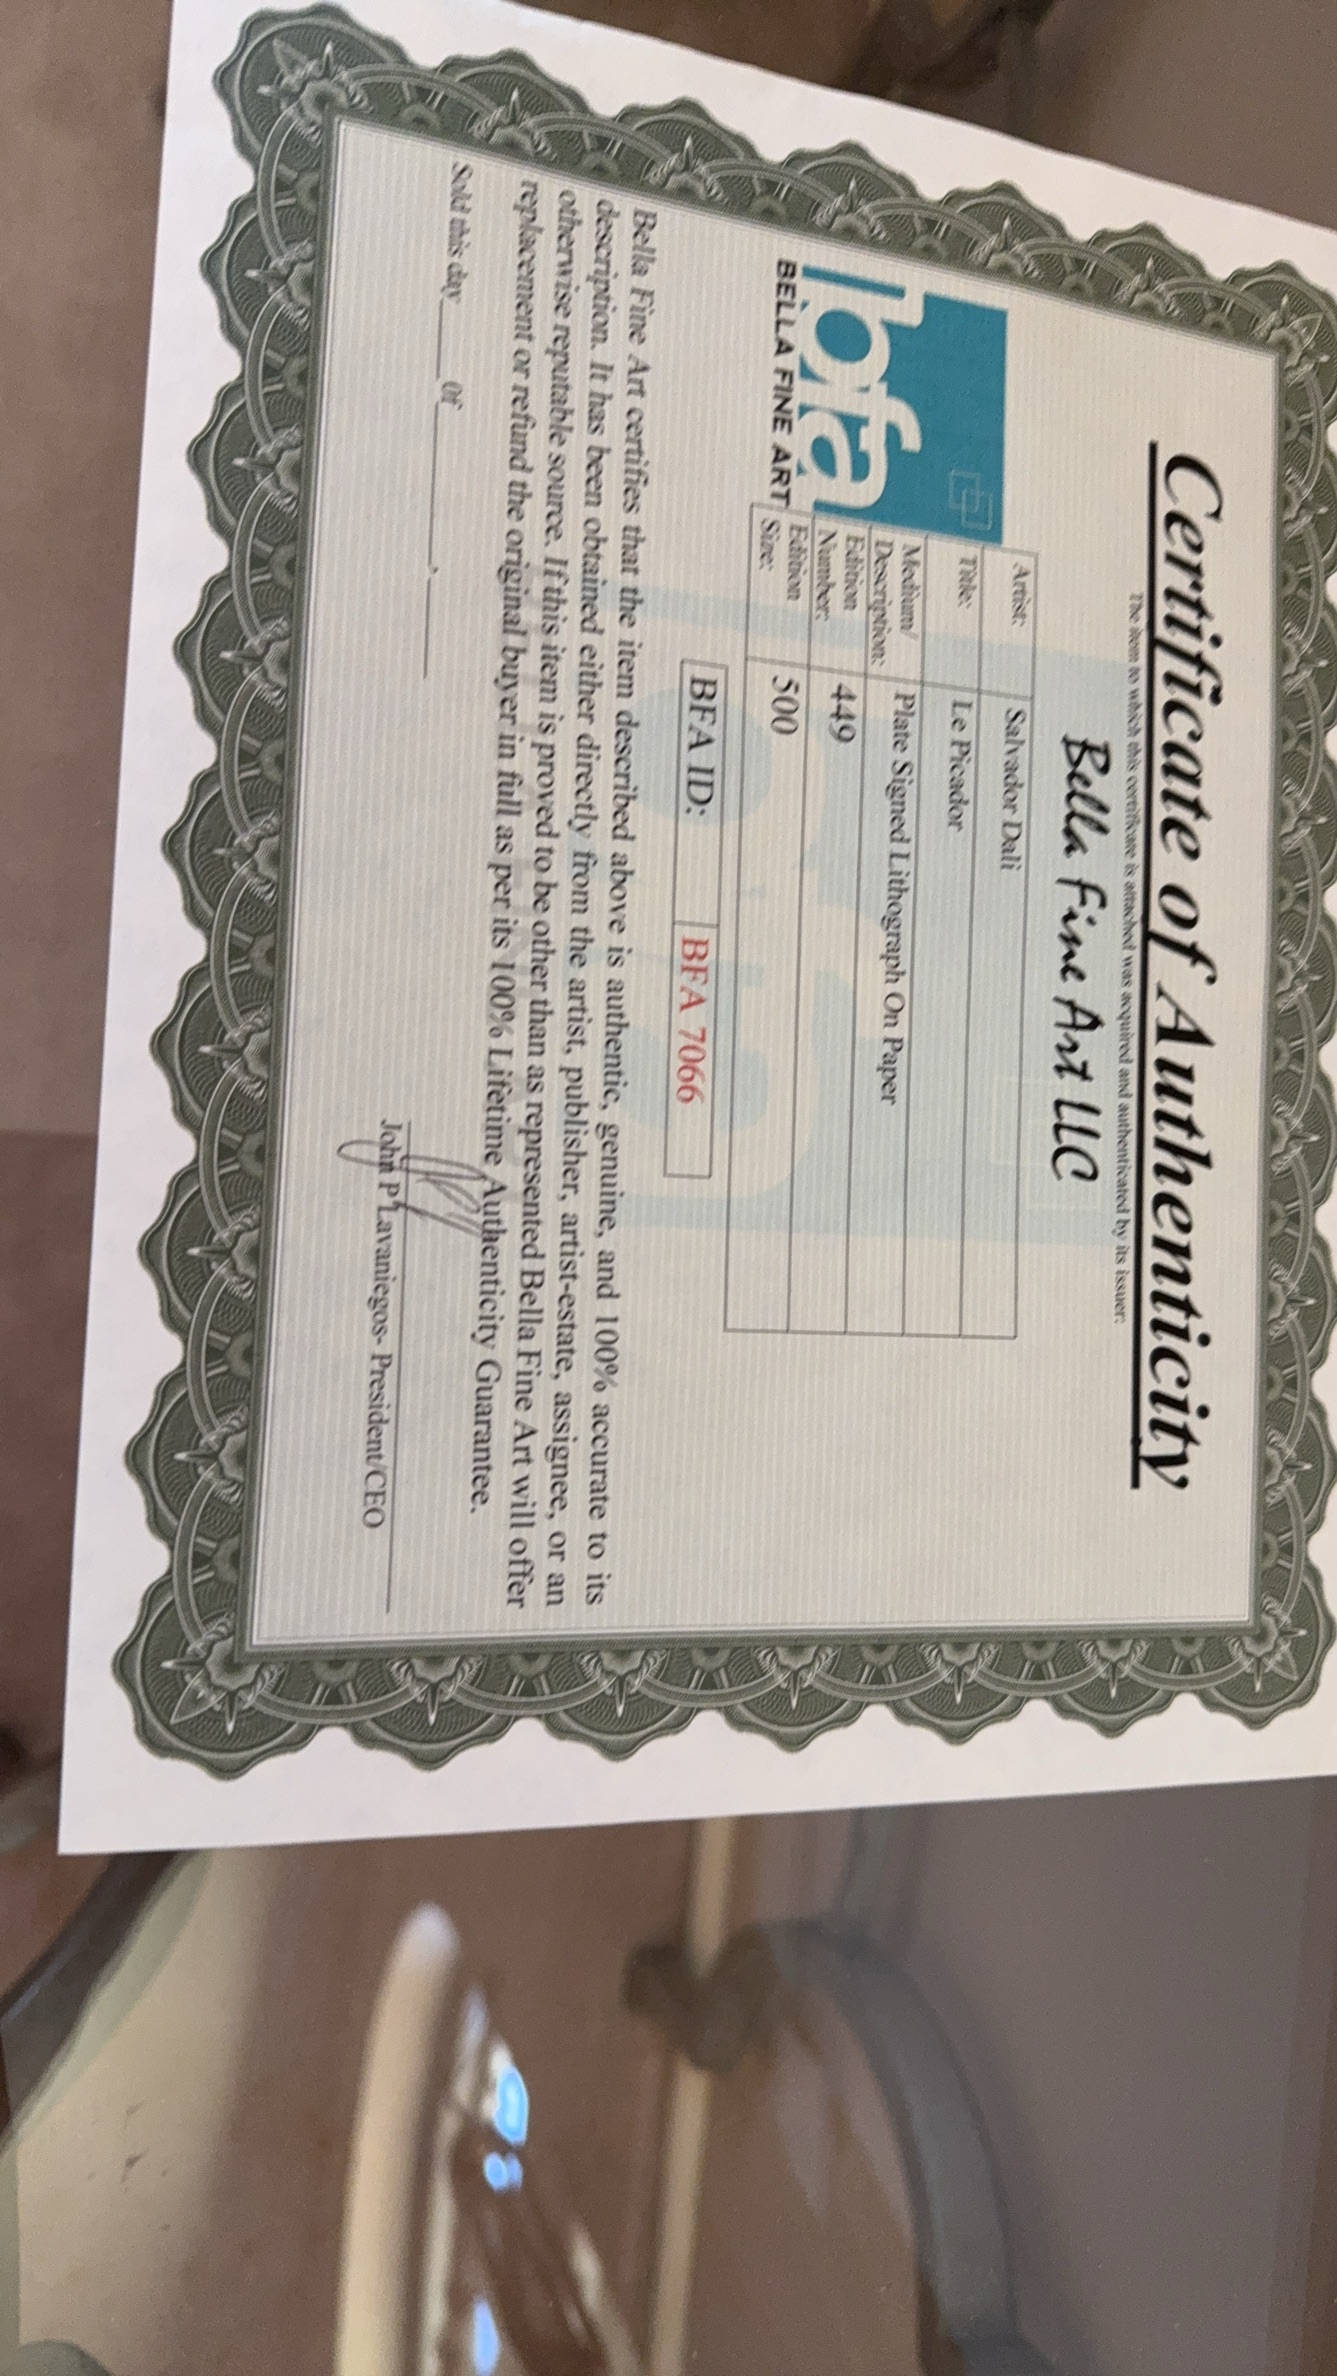 Certificate of Authenticity
The item to which this certificate is attached was acquired and authenticated by its issuer:
Bella Fine Art LLC
bfa
BELLA FINE ART
Artist: Salvador Dali
Title: Le Picador
Medium/
Description: Plate Signed Lithograph On Paper
Edition
Number: 449
Edition
Size: 500
BFA ID: BFA 7066
Bella Fine Art certifies that the item described above is authentic, genuine, and 100% accurate to its
description. It has been obtained either directly from the artist, publisher, artist-estate, assignee, or an
otherwise reputable source. If this item is proved to be other than as represented Bella Fine Art will offer
replacement or refund the original buyer in full as per its 100% Lifetime Authenticity Guarantee.
Sold this day____ Of__________, ______
John P Lavaniegos- President/CEO